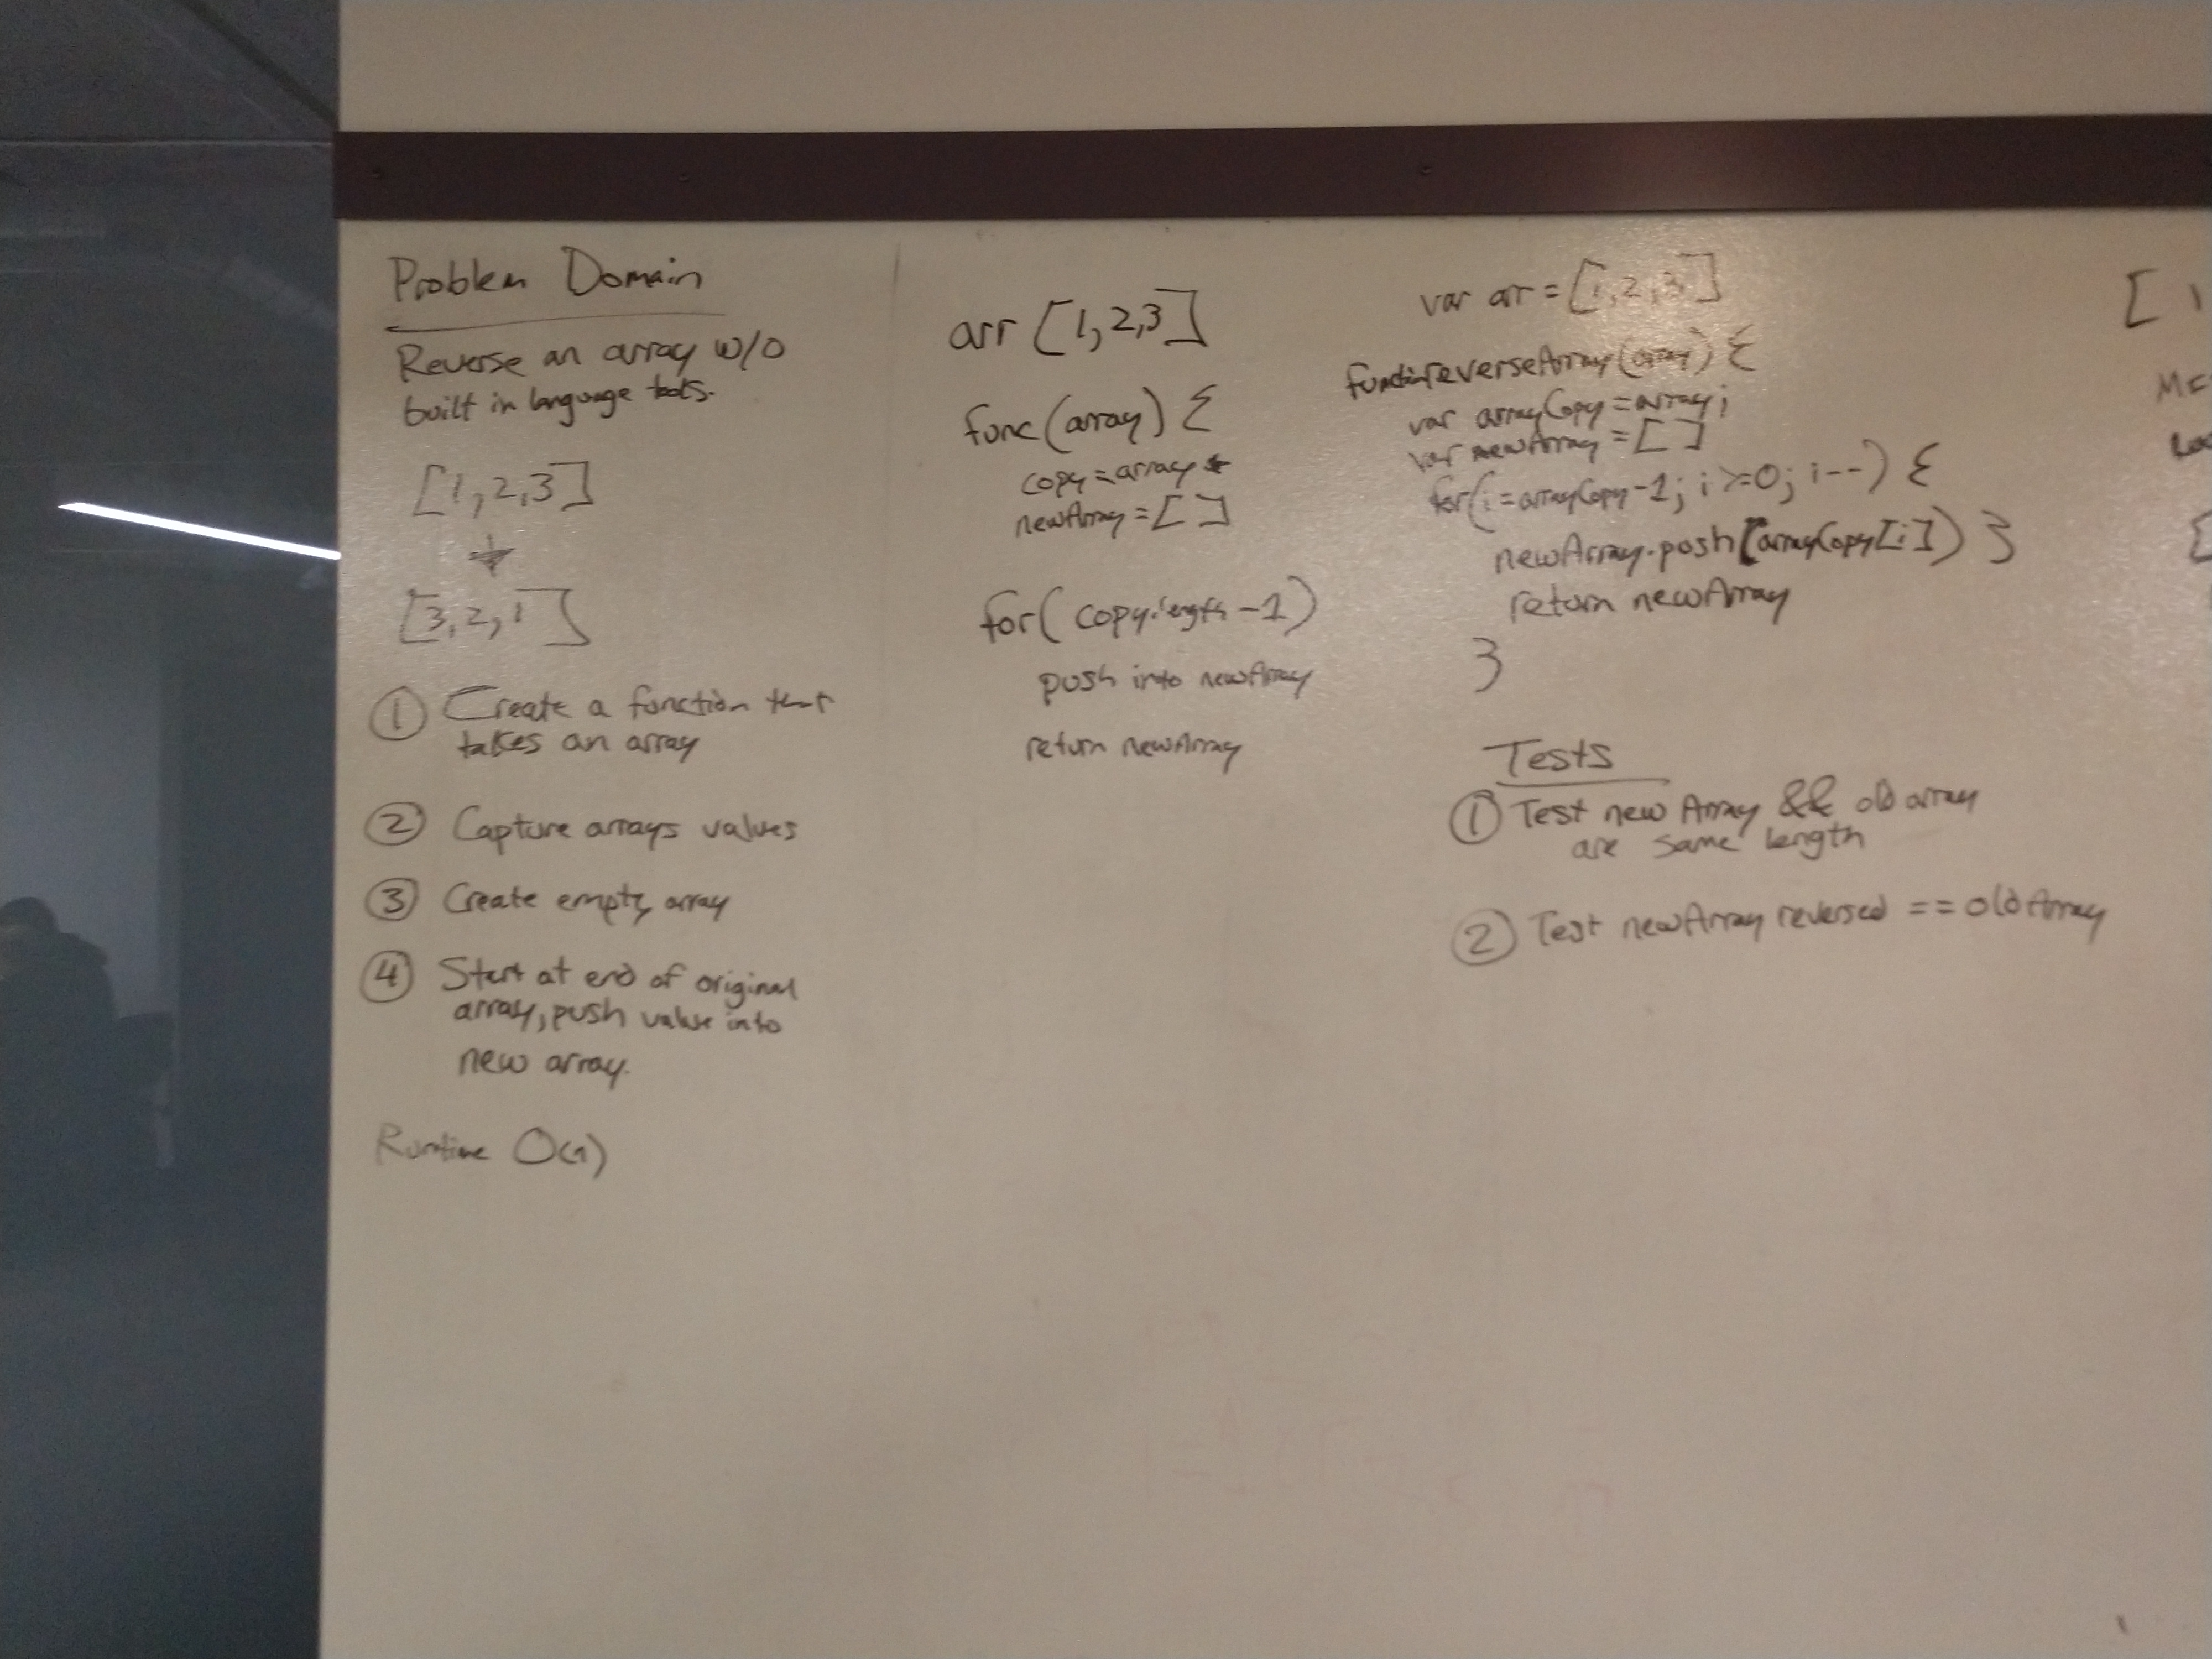 Problem Domain
Reverse an array w/o
built in language tools.
[1,2,3]
[3,2,1]
① Create a function that
takes an array
② Capture arrays values
③ Create empty array
④ Start at end of original
array, push value into
new array.
Runtime
arr [1,2,3]
func(array) {
copy = array
newArray = [ ]
for( copy.length -1)
push into newArray
return newArray
var arr = [1,2,3]
function reverseArray(array) {
var arrayCopy = array;
var newArray = [ ]
for(i = arrayCopy -1; i >=0; i--) {
newArray.push(arrayCopy[i]) }
return newArray
}
Tests
① Test new Array && old array
are same length
② Test newArray reversed == oldArray
[ 1
{